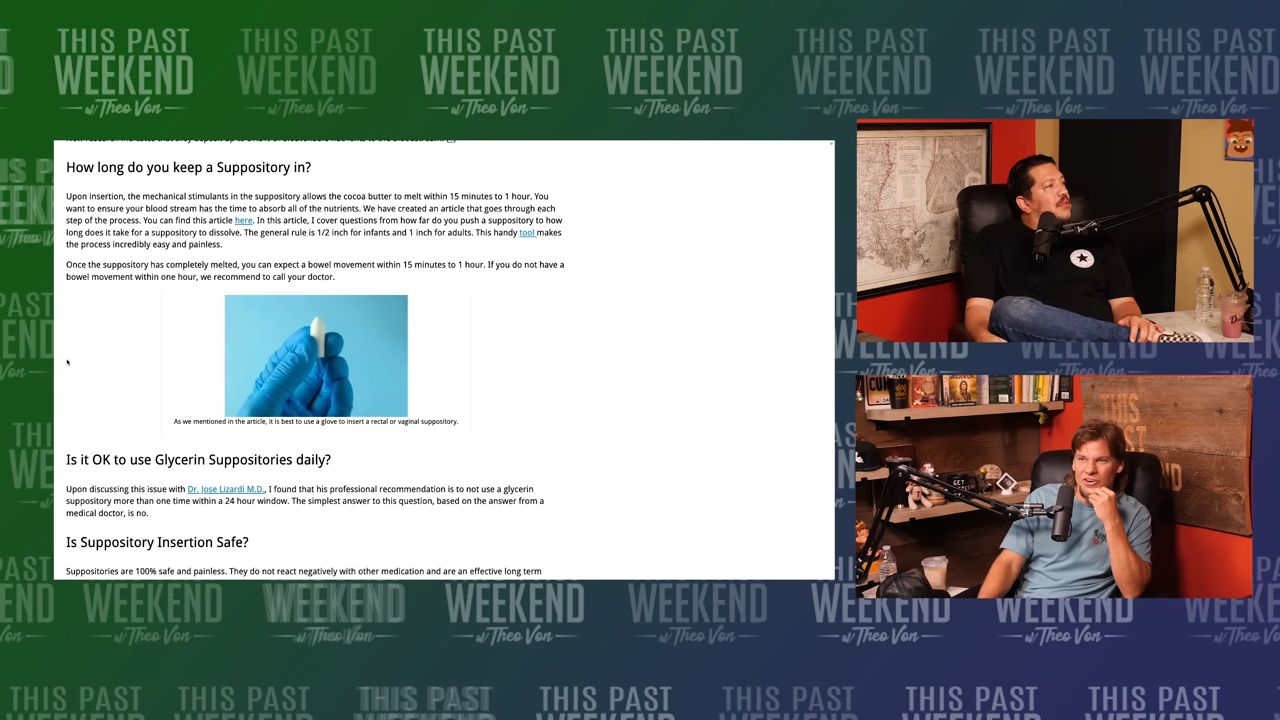 THIS PAST
WEEKEND
w/ Theo Von
How long do you keep a Suppository in?
Upon insertion, the mechanical stimulants in the suppository allows the cocoa butter to melt within 15 minutes to 1 hour. You
want to ensure your blood stream has the time to absorb all of the nutrients. We have created an article that goes through each
step of the process. You can find this article here. In this article, I cover questions from how far do you push a suppository to how
long does it take for a suppository to dissolve. The general rule is 1/2 inch for infants and 1 inch for adults. This handy tool makes
the process incredibly easy and painless.
Once the suppository has completely melted, you can expect a bowel movement within 15 minutes to 1 hour. If you do not have a
bowel movement within one hour, we recommend to call your doctor.
As we mentioned in the article, it is best to use a glove to insert a rectal or vaginal suppository.
Is it OK to use Glycerin Suppositories daily?
Upon discussing this issue with Dr. Jose Lizardi M.D., I found that his professional recommendation is to not use a glycerin
suppository more than one time within a 24 hour window. The simplest answer to this question, based on the answer from a
medical doctor, is no.
Is Suppository Insertion Safe?
Suppositories are 100% safe and painless. They do not react negatively with other medication and are an effective long term